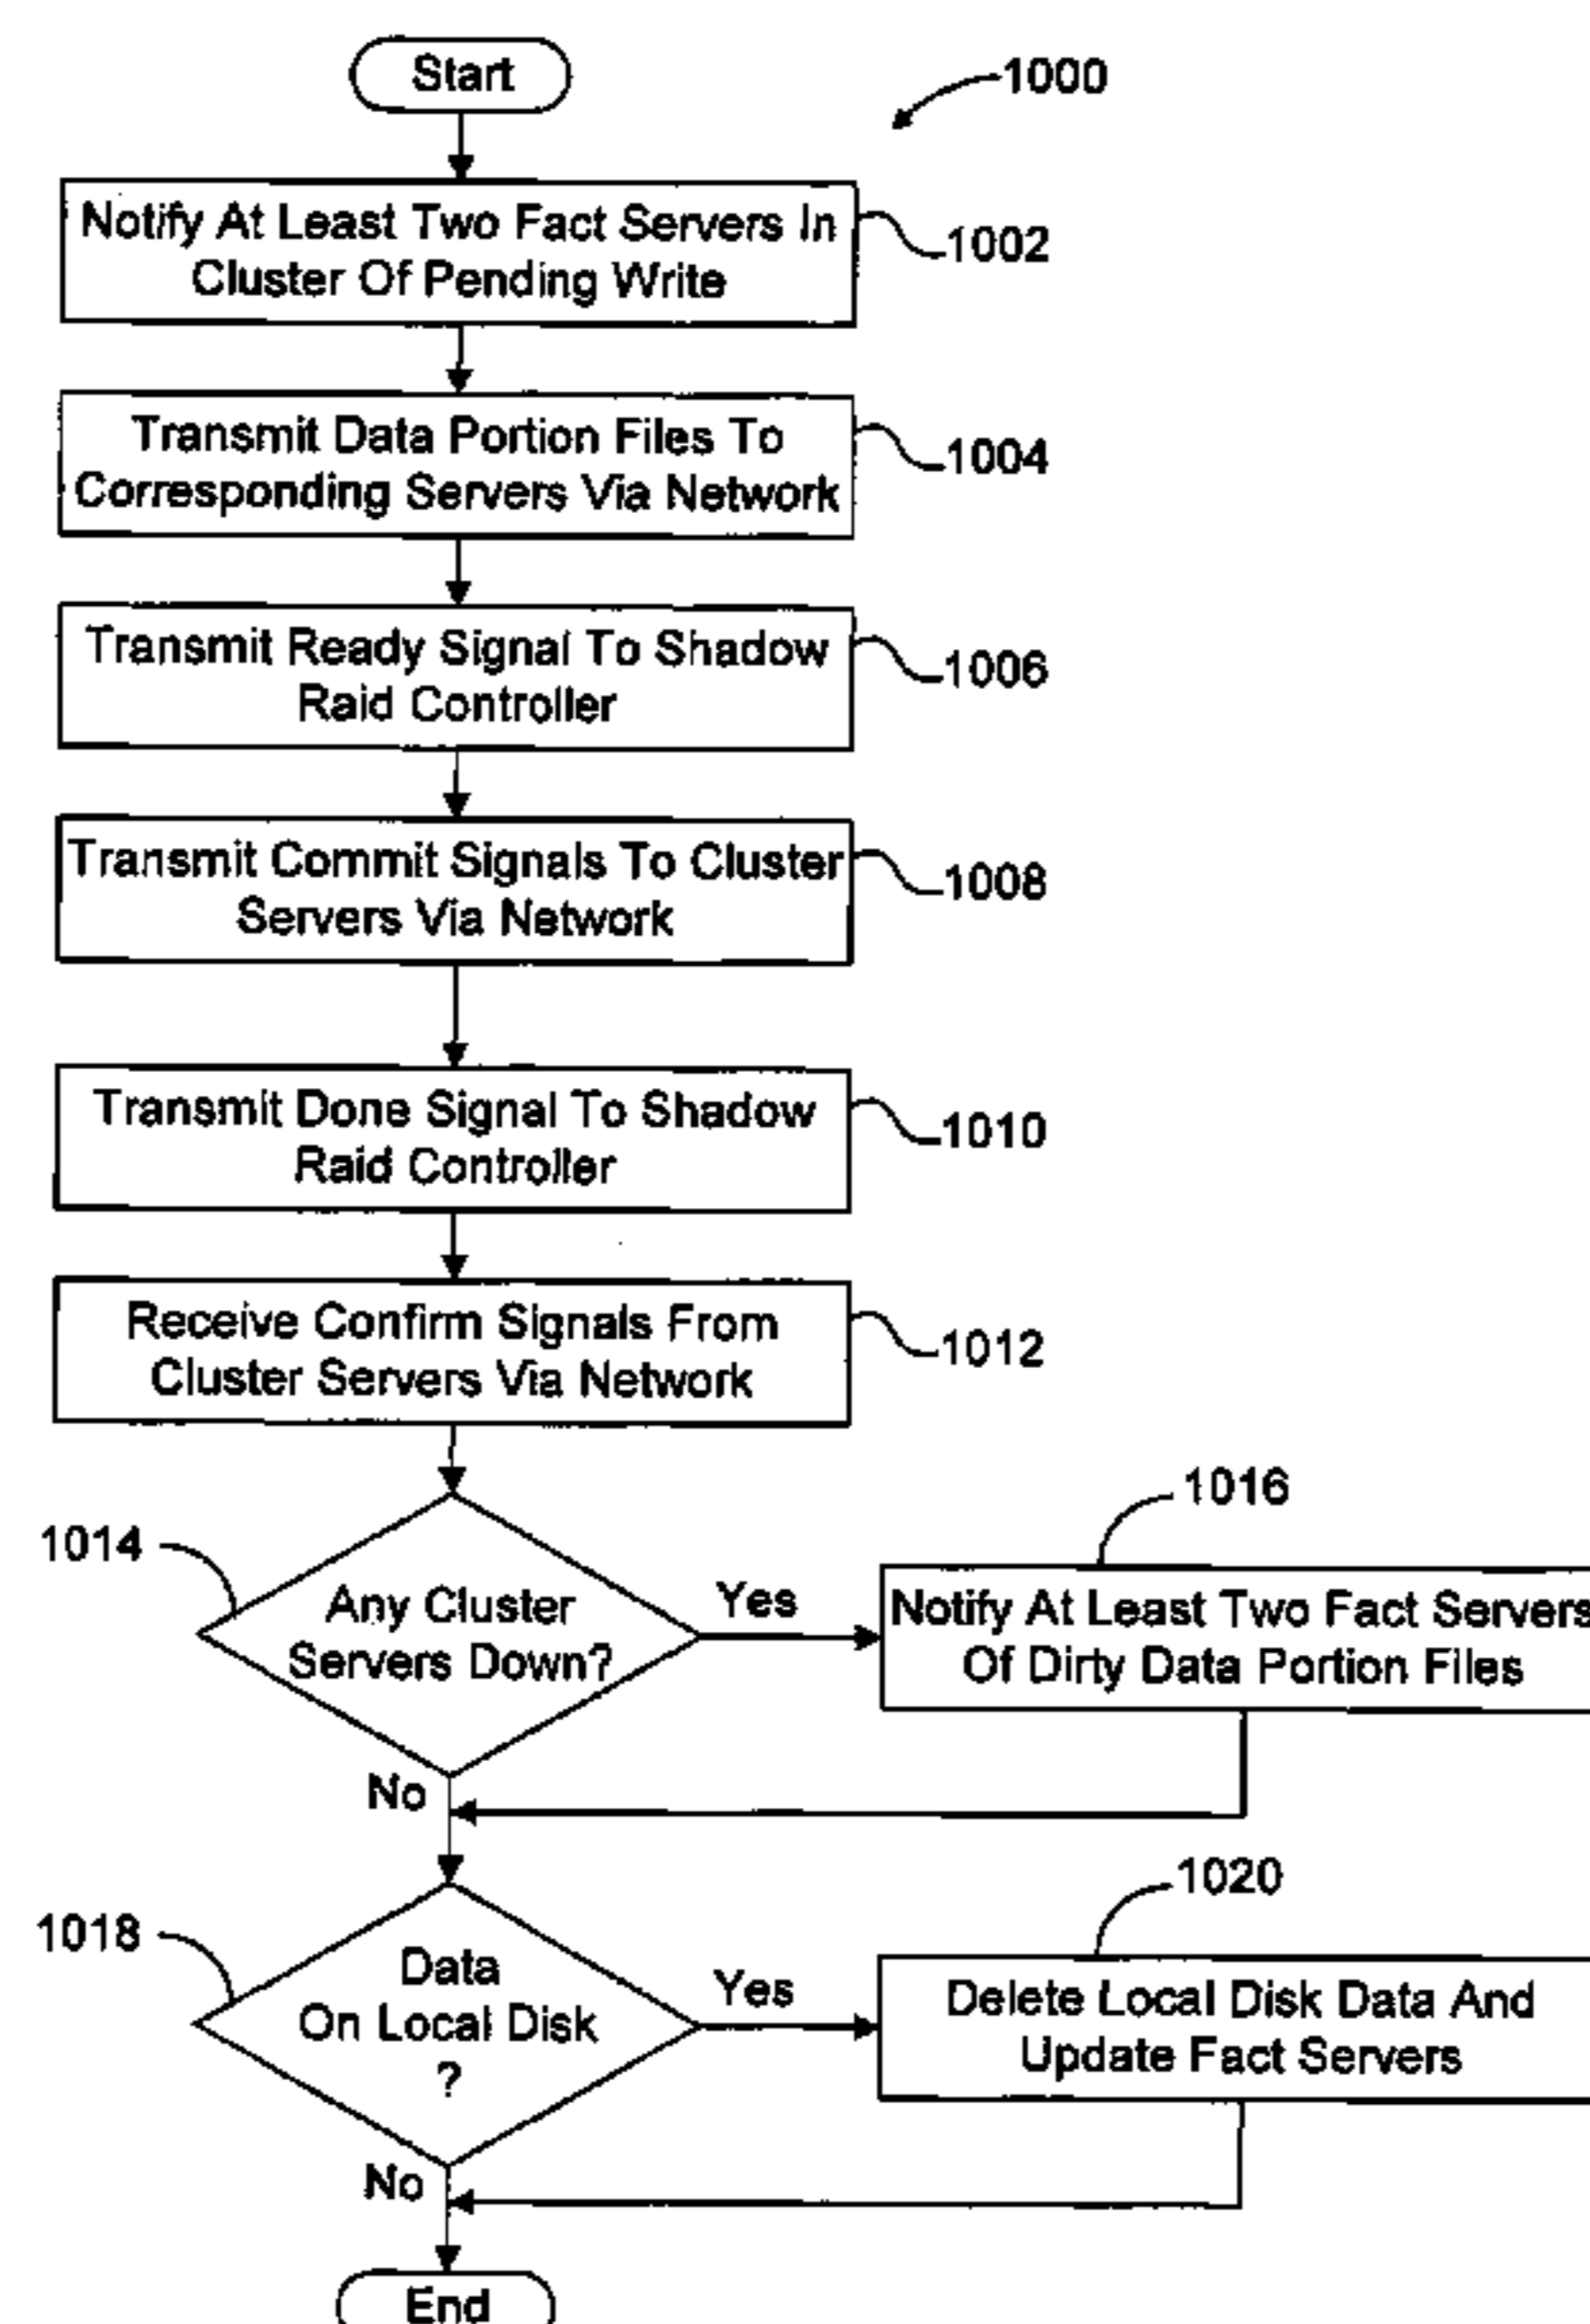 Start
1000
Notify At Least Two Fact Servers In
Cluster Of Pending Write
1002
Transmit Data Portion Files To
Corresponding Servers Via Network
1004
Transmit Ready Signal To Shadow
Raid Controller
1006
Transmit Commit Signals To Cluster
Servers Via Network
1008
Transmit Done Signal To Shadow
Raid Controller
1010
Receive Confirm Signals From
Cluster Servers Via Network
1012
1014
Any Cluster
Servers Down?
Yes
1016
Notify At Least Two Fact Servers
Of Dirty Data Portion Files
No
1018
Data
On Local Disk
?
Yes
1020
Delete Local Disk Data And
Update Fact Servers
No
End